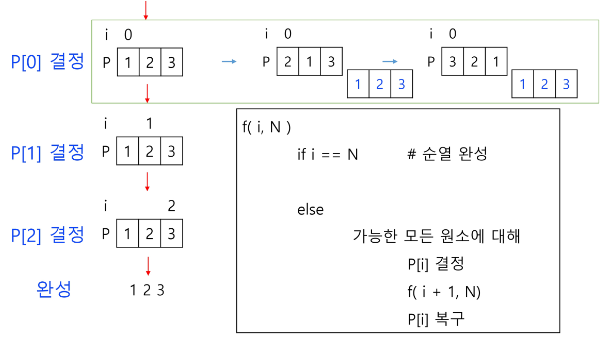 i 0
P[0] 결정 P 1 2 3
i 0
P 2 1 3
1 2 3
i 0
P 3 2 1
1 2 3
i 1
P[1] 결정 P 1 2 3
i 2
P[2] 결정 P 1 2 3
완성 1 2 3
f( i, N )
if i == N # 순열 완성
else
가능한 모든 원소에 대해
P[i] 결정
f( i + 1, N)
P[i] 복구